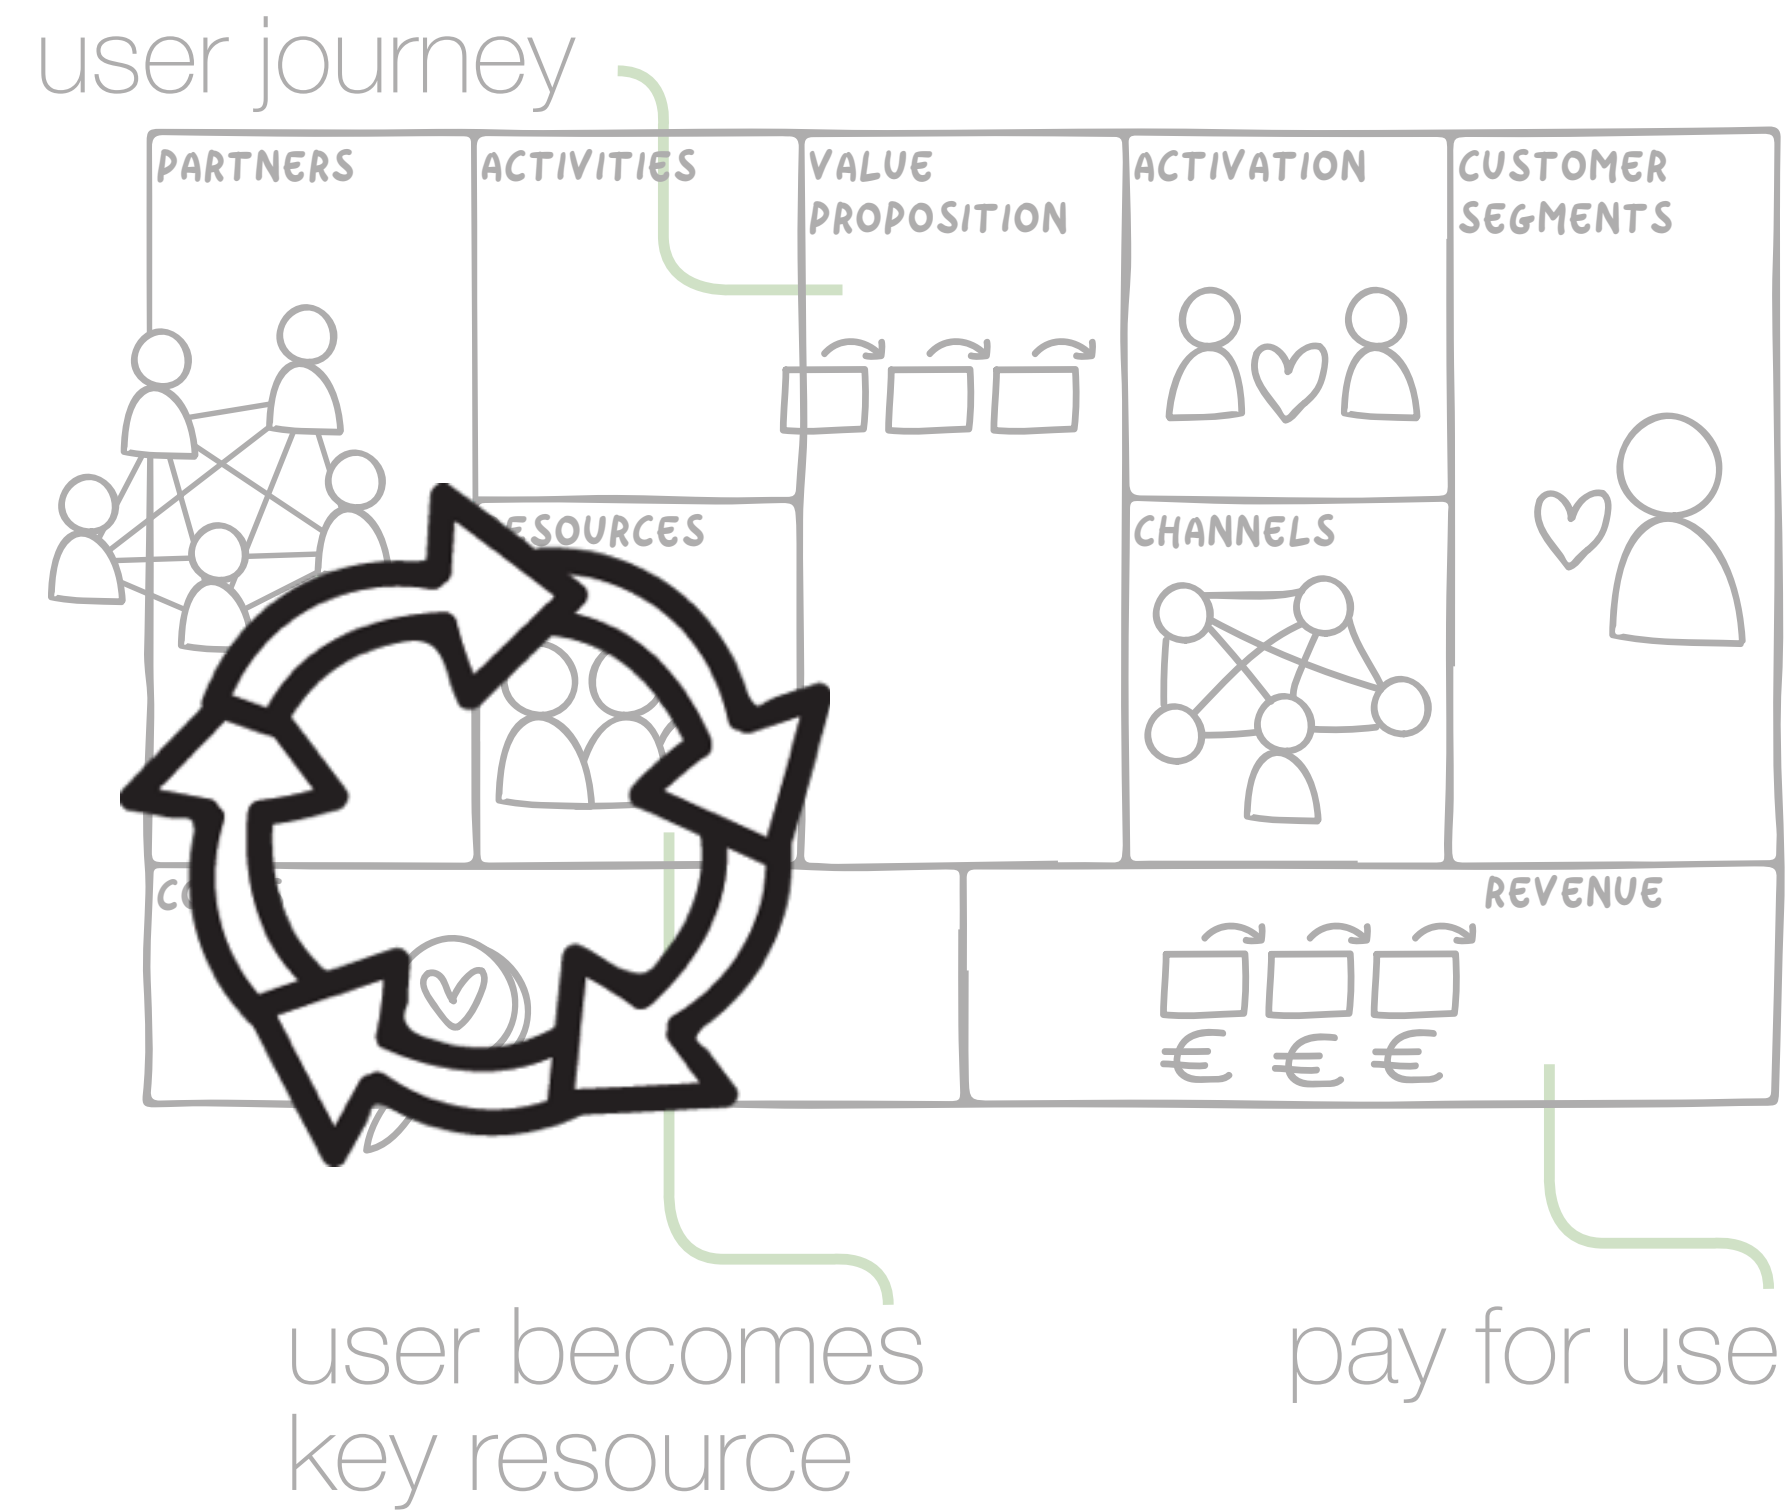 user journey
PARTNERS
ACTIVITIES
VALUE
PROPOSITION
ACTIVATION
CUSTOMER
SEGMENTS
ESOURCES
CHANNELS
REVENUE
€ € €
user becomes
key resource
pay for use